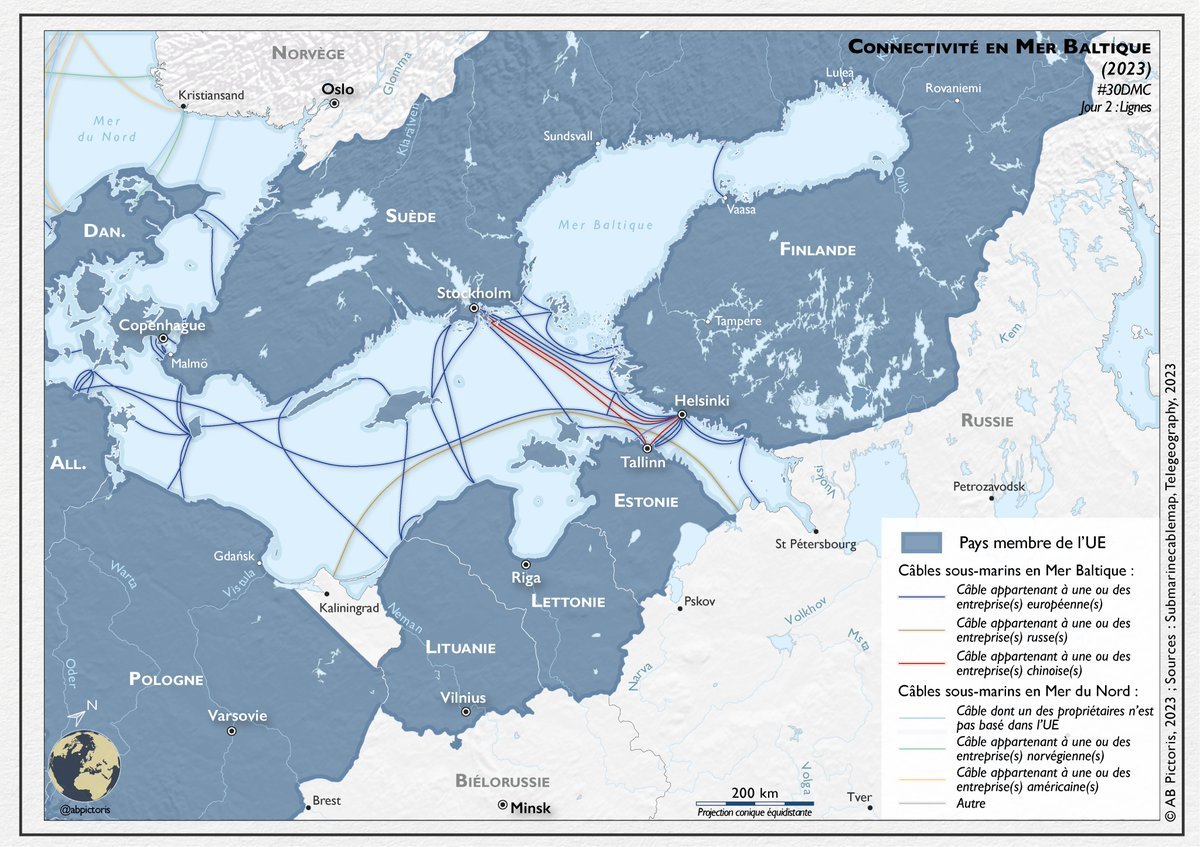 CONNECTIVITÉ EN MER BALTIQUE
(2023)
#30DMC
Jour 2 : Lignes
NORVÈGE
Oslo
Glomma
Kristiansand
Mer
du Nord
Klarälven
Sundsvall
Luleå
Rovaniemi
Oulu
Vaasa
Mer Baltique
DAN.
SUÈDE
FINLANDE
Stockholm
Tampere
Kem
Copenhague
Malmö
Helsinki
RUSSIE
ALL.
Tallinn
ESTONIE
Vuoksi
Petrozavodsk
St Pétersbourg
Gdańsk
Vistula
Warta
Oder
Kaliningrad
Neman
Riga
LETTONIE
Pskov
Volkhov
Msta
Narva
LITUANIE
POLOGNE
Vilnius
Varsovie
N
@abpictoris
BIÉLORUSSIE
Minsk
Brest
Volga
Tver
200 km
Projection conique équidistante
Pays membre de l'UE
Câbles sous-marins en Mer Baltique :
Câble appartenant à une ou des
entreprise(s) européenne(s)
Câble appartenant à une ou des
entreprise(s) russe(s)
Câble appartenant à une ou des
entreprise(s) chinoise(s)
Câbles sous-marins en Mer du Nord :
Câble dont un des propriétaires n'est
pas basé dans l'UE
Câble appartenant à une ou des
entreprise(s) norvégienne(s)
Câble appartenant à une ou des
entreprise(s) américaine(s)
Autre
© AB Pictoris, 2023 ; Sources : Submarinecablemap, Telegeography, 2023